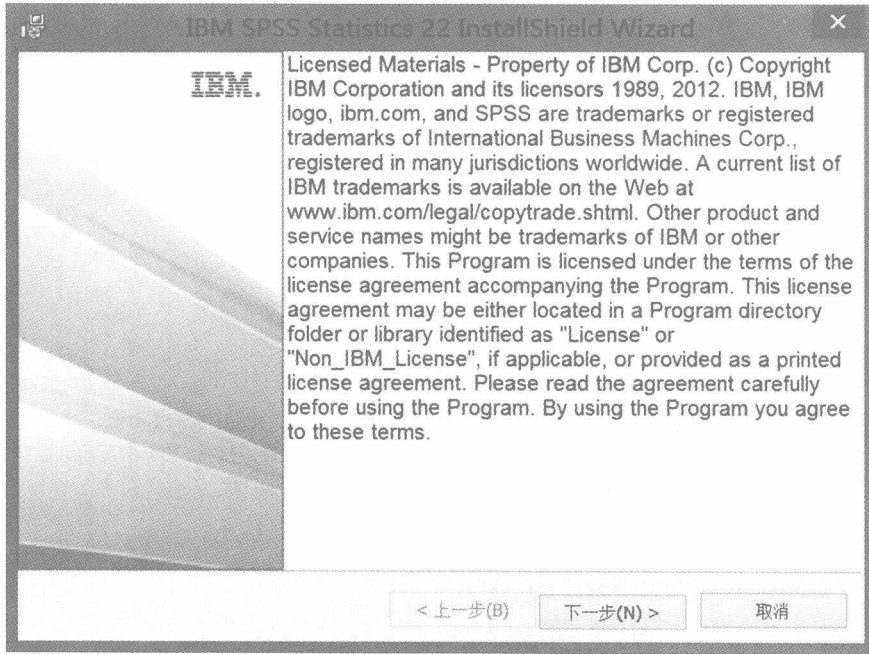 IBM SPSS Statistics 22 InstallShield Wizard
IBM.
Licensed Materials - Property of IBM Corp. (c) Copyright
IBM Corporation and its licensors 1989, 2012. IBM, IBM
logo, ibm.com, and SPSS are trademarks or registered
trademarks of International Business Machines Corp.,
registered in many jurisdictions worldwide. A current list of
IBM trademarks is available on the Web at
www.ibm.com/legal/copytrade.shtml. Other product and
service names might be trademarks of IBM or other
companies. This Program is licensed under the terms of the
license agreement accompanying the Program. This license
agreement may be either located in a Program directory
folder or library identified as "License" or
"Non_IBM_License", if applicable, or provided as a printed
license agreement. Please read the agreement carefully
before using the Program. By using the Program you agree
to these terms.
< 上一步(B)
下一步(N) >
取消